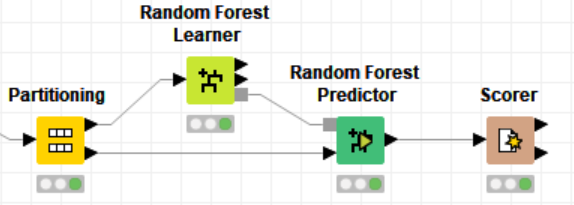 Random Forest
Learner
Random Forest
Predictor
Partitioning
Scorer